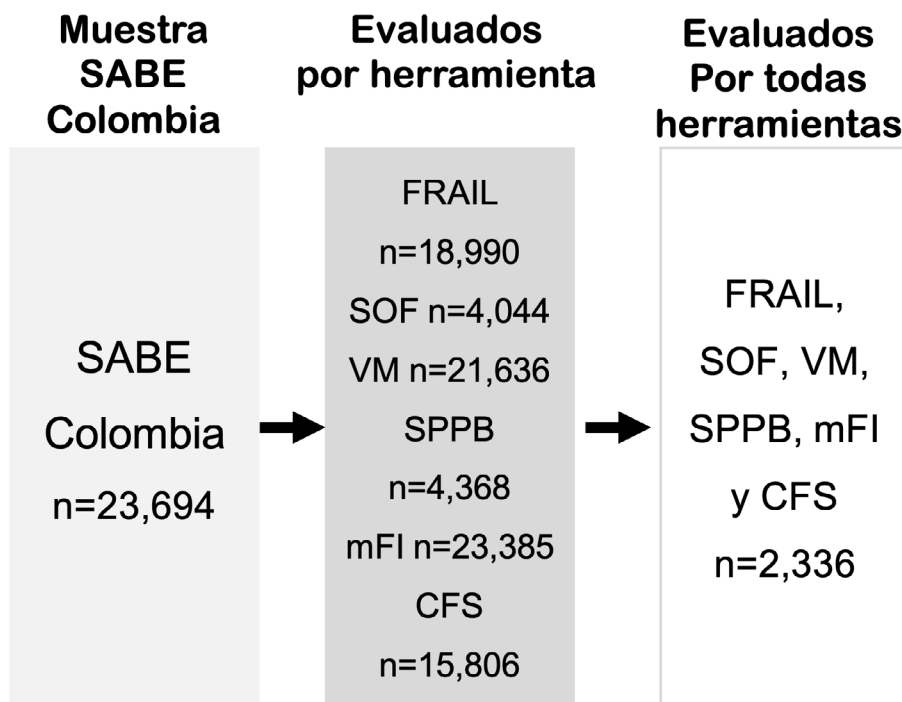 Muestra
SABE
Colombia
Evaluados
por herramienta
Evaluados
Por todas
herramientas
SABE
Colombia
n=23,694
FRAIL
n=18,990
SOF n=4,044
VM n=21,636
SPPB
n=4,368
mFI n=23,385
CFS
n=15,806
FRAIL,
SOF, VM,
SPPB, mFI
y CFS
n=2,336